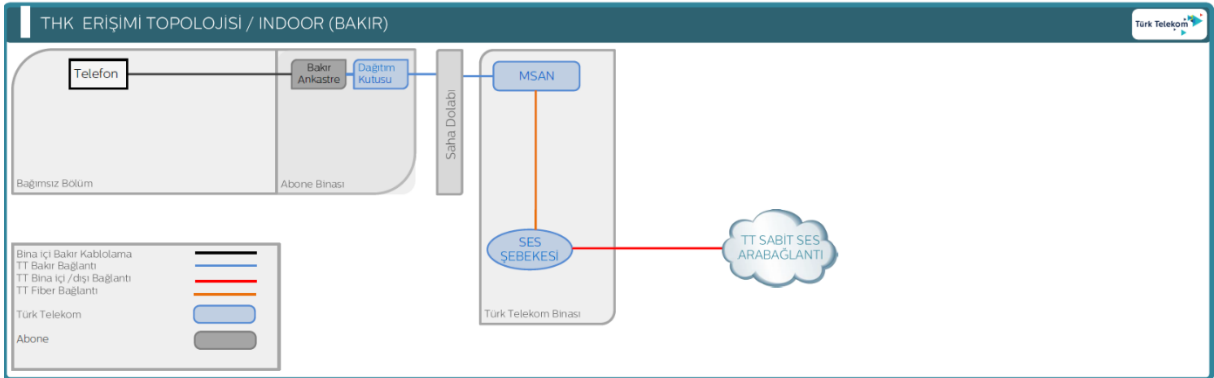 THK ERİŞİMİ TOPOLOJİSİ / INDOOR (BAKIR)
Türk Telekom
Telefon
Bakır
Ankastre
Dağıtım
Kutusu
Saha Dolabı
MSAN
Bağımsız Bölüm
Abone Binası
SES
ŞEBEKESİ
TT SABİT SES
ARABAĞLANTI
Türk Telekom Binası
Bina içi Bakır Kablolama
TT Bakır Bağlantı
TT Bina içi /dışı Bağlantı
TT Fiber Bağlantı
Türk Telekom
Abone